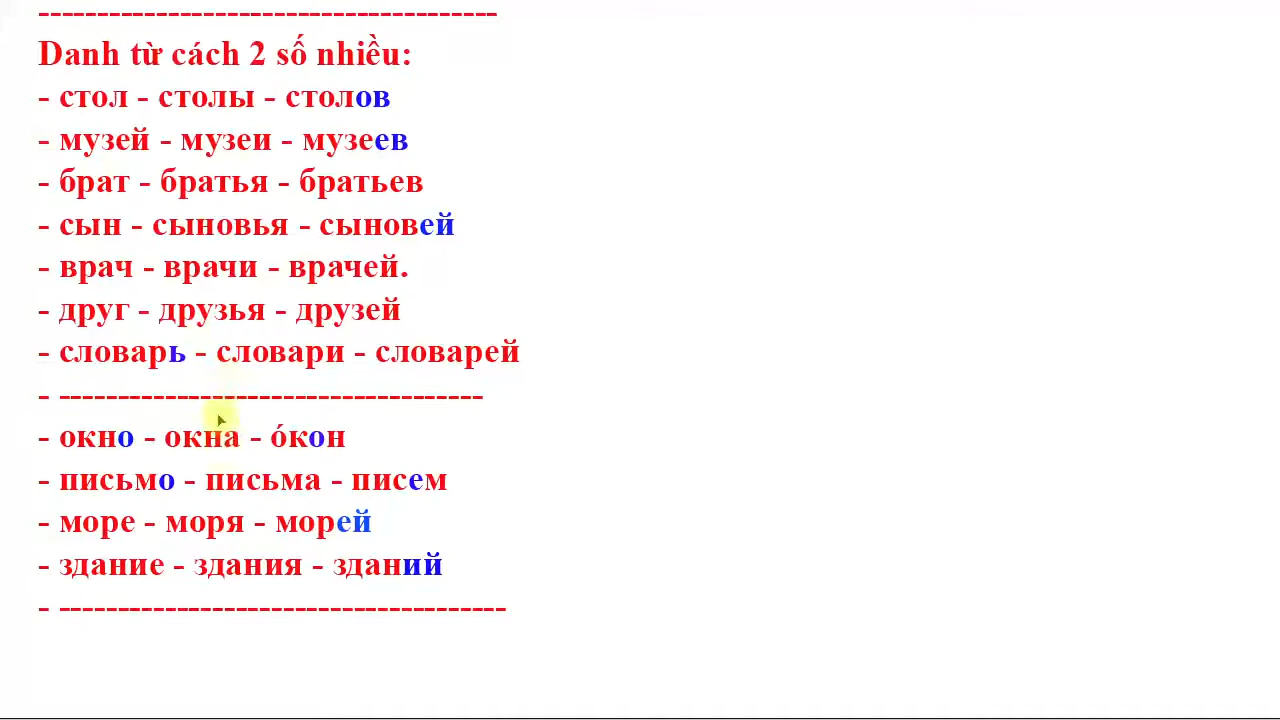 ---------------------------------------
Danh từ cách 2 số nhiều:
- стол - столы - столов
- музей - музеи - музеев
- брат - братья - братьев
- сын - сыновья - сыновей
- врач - врачи - врачей.
- друг - друзья - друзей
- словарь - словари - словарей
- ------------------------------------
- окно - окна - óкон
- письмо - письма - писем
- море - моря - морей
- здание - здания - зданий
- --------------------------------------